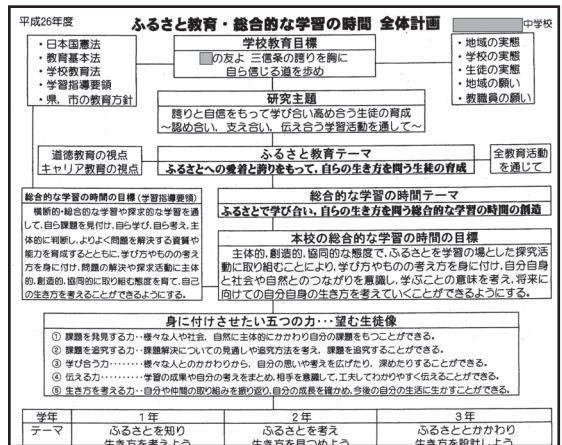 平成26年度
ふるさと教育・総合的な学習の時間 全体計画
中学校
・日本国憲法
・教育基本法
・学校教育法
・学習指導要領
・県，市の教育方針
学校教育目標
の友よ 三信条の誇りを胸に
自ら信じる道を歩め
・地域の実態
・学校の実態
・生徒の実態
・地域の願い
・教職員の願い
研究主題
誇りと自信をもって学び合い高め合う生徒の育成
～認め合い，支え合い，伝え合う学習活動を通して～
道徳教育の視点
キャリア教育の視点
ふるさと教育テーマ
ふるさとへの愛着と誇りをもって，自らの生き方を問う生徒の育成
全教育活動
を通じて
総合的な学習の時間の目標(学習指導要領)
横断的・総合的な学習や探求的な学習を通
して，自ら課題を見付け，自ら学び，自ら考え，主
体的に判断し，よりよく問題を解決する資質や
能力を育成するとともに，学び方やものの考え
方を身に付け，問題の解決や探求活動に主体
的，創造的，協同的に取り組む態度を育て，自己
の生き方を考えることができるようにする。
総合的な学習の時間テーマ
ふるさとで学び合い，自らの生き方を問う総合的な学習の時間の創造
本校の総合的な学習の時間の目標
主体的，創造的，協同的な態度で，ふるさとを学習の場とした探究活
動に取り組むことにより，学び方やものの考え方を身に付け，自分自身
と社会や自然とのつながりを意識し，学ぶことの意味を考え，将来に
向けての自分自身の生き方を考えていくことができるようにする。
身に付けさせたい五つの力・・・望む生徒像
① 課題を発見する力・・様々な人や社会，自然に主体的にかかわり自分の課題をもつことができる。
② 課題を追究する力・・課題解決についての見通しや追究方法を考え，課題を追究することができる。
③ 学び合う力・・・・・・・・様々な人とのかかわりから，自分の思いや考えを広げたり，深めたりすることができる。
④ 伝える力・・・・・・・・・・学習の成果や自分の考えをまとめ，相手を意識して，工夫してわかりやすく伝えることができる。
⑤ 生き方を考える力・・自分や仲間の取り組みを振り返り，自分の成長を確かめ，今後の自分の生活に生かすことができる。
学年 1年 2年 3年
テーマ ふるさとを知り ふるさとを考え ふるさととかかわり
生き方を考えよう 生き方を見つめよう 生き方を設計しよう